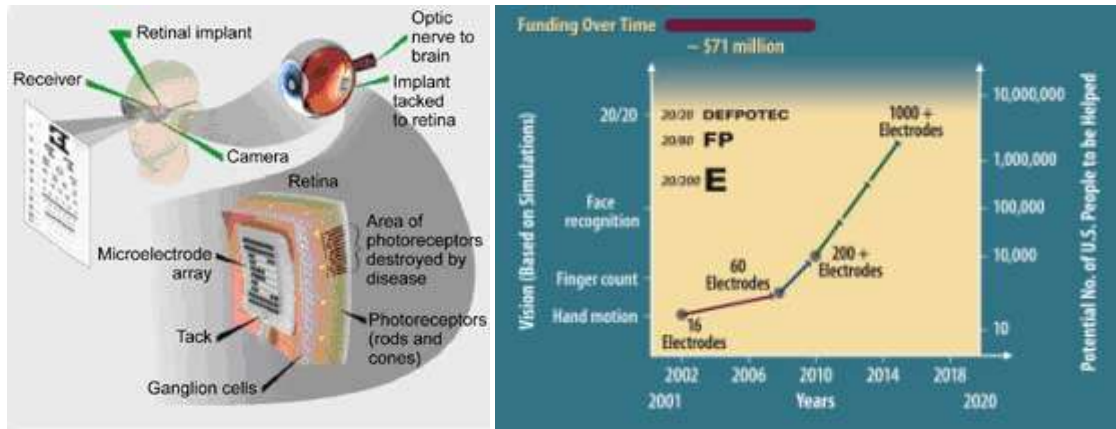 Retinal implant
Receiver
Camera
Optic
nerve to
brain
Implant
tacked
to retina
Retina
Microelectrode
array
Tack
Ganglion cells
Area of
photoreceptors
destroyed by
disease
Photoreceptors
(rods and
cones)
Funding Over Time
~ $71 million
Vision (Based on Simulations)
20/20
Face
recognition
Finger count
Hand motion
20/20 DEFPOTEC
20/80 FP
20/200 E
1000 +
Electrodes
200 +
Electrodes
60
Electrodes
16
Electrodes
10,000,000
1,000,000
100,000
10,000
10
Potential No. of U.S. People to be Helped
2002 2006 2010 2014 2018
2001 Years 2020